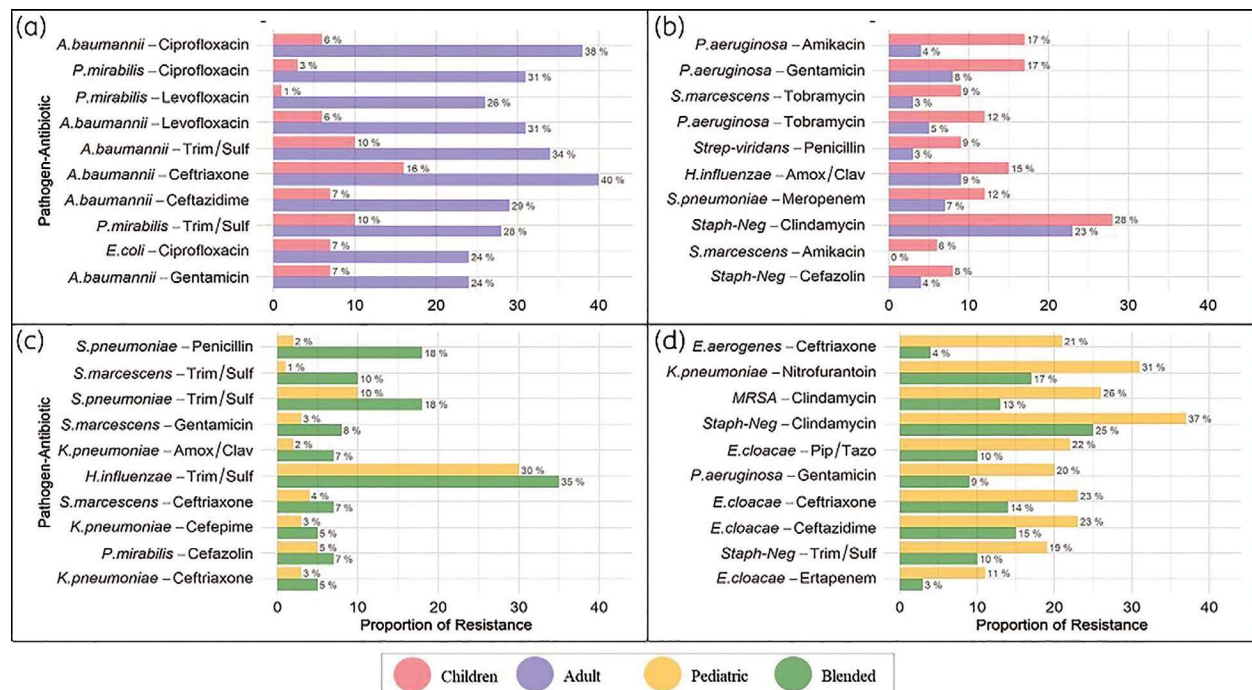 (a)
Pathogen-Antibiotic
A.baumannii – Ciprofloxacin 6 % 38 %
P.mirabilis – Ciprofloxacin 3 % 31 %
P.mirabilis – Levofloxacin 1 % 26 %
A.baumannii – Levofloxacin 6 % 31 %
A.baumannii – Trim/Sulf 10 % 34 %
A.baumannii – Ceftriaxone 16 % 40 %
A.baumannii – Ceftazidime 7 % 29 %
P.mirabilis – Trim/Sulf 10 % 28 %
E.coli – Ciprofloxacin 7 % 24 %
A.baumannii – Gentamicin 7 % 24 %
0 10 20 30 40
(b)
P.aeruginosa – Amikacin 17 % 4 %
P.aeruginosa – Gentamicin 17 % 8 %
S.marcescens – Tobramycin 9 % 3 %
P.aeruginosa – Tobramycin 12 % 5 %
Strep-viridans – Penicillin 9 % 3 %
H.influenzae – Amox/Clav 15 % 9 %
S.pneumoniae – Meropenem 12 % 7 %
Staph-Neg – Clindamycin 28 % 23 %
S.marcescens – Amikacin 6 % 0 %
Staph-Neg – Cefazolin 8 % 4 %
0 10 20 30 40
(c)
Pathogen-Antibiotic
S.pneumoniae – Penicillin 2 % 18 %
S.marcescens – Trim/Sulf 1 % 10 %
S.pneumoniae – Trim/Sulf 10 % 18 %
S.marcescens – Gentamicin 3 % 8 %
K.pneumoniae – Amox/Clav 2 % 7 %
H.influenzae – Trim/Sulf 30 % 35 %
S.marcescens – Ceftriaxone 4 % 7 %
K.pneumoniae – Cefepime 3 % 5 %
P.mirabilis – Cefazolin 5 % 7 %
K.pneumoniae – Ceftriaxone 3 % 5 %
0 10 20 30 40
Proportion of Resistance
(d)
E.aerogenes – Ceftriaxone 21 % 4 %
K.pneumoniae – Nitrofurantoin 31 % 17 %
MRSA – Clindamycin 26 % 13 %
Staph-Neg – Clindamycin 37 % 25 %
E.cloacae – Pip/Tazo 22 % 10 %
P.aeruginosa – Gentamicin 20 % 9 %
E.cloacae – Ceftriaxone 23 % 14 %
E.cloacae – Ceftazidime 23 % 15 %
Staph-Neg – Trim/Sulf 19 % 10 %
E.cloacae – Ertapenem 11 % 3 %
0 10 20 30 40
Proportion of Resistance
Children Adult Pediatric Blended